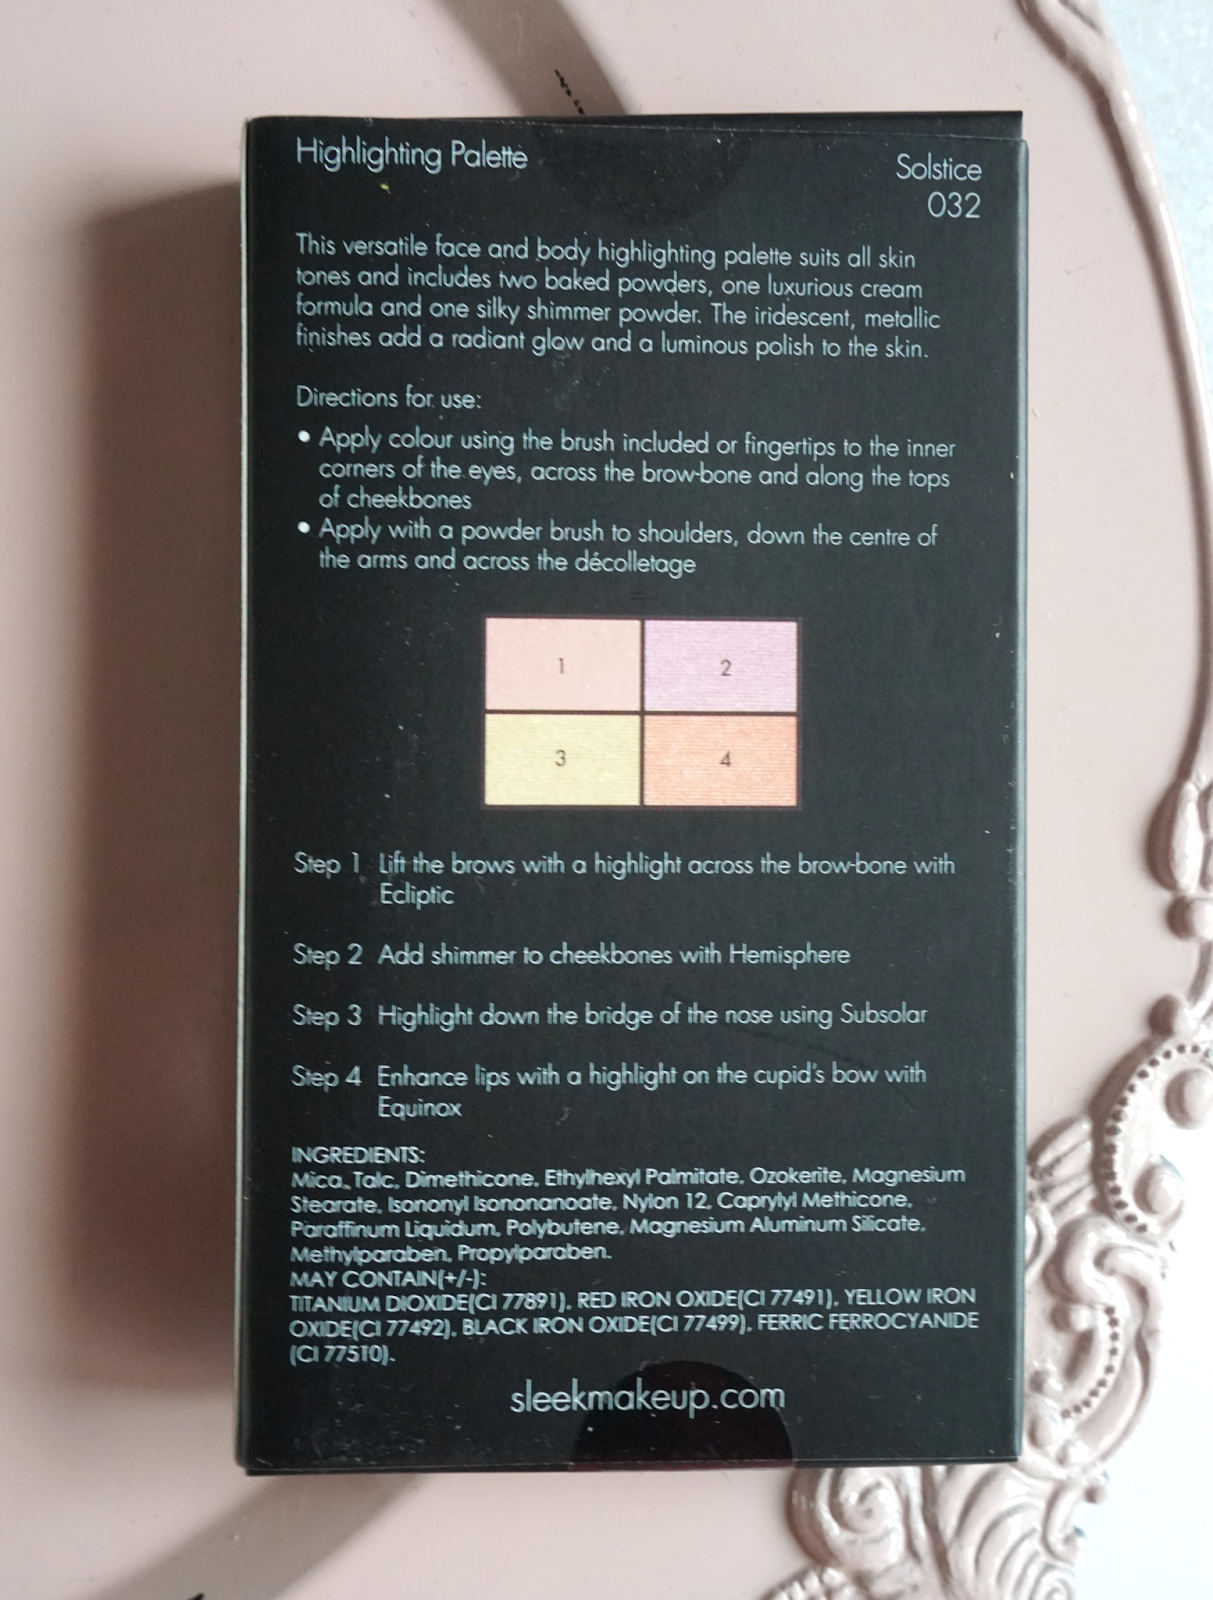 Highlighting Palette
Solstice
032
This versatile face and body highlighting palette suits all skin
tones and includes two baked powders, one luxurious cream
formula and one silky shimmer powder. The iridescent, metallic
finishes add a radiant glow and a luminous polish to the skin.
Directions for use:
• Apply colour using the brush included or fingertips to the inner
corners of the eyes, across the brow-bone and along the tops
of cheekbones
• Apply with a powder brush to shoulders, down the centre of
the arms and across the décolletage
1 2
3 4
Step 1 Lift the brows with a highlight across the brow-bone with
Ecliptic
Step 2 Add shimmer to cheekbones with Hemisphere
Step 3 Highlight down the bridge of the nose using Subsolar
Step 4 Enhance lips with a highlight on the cupid's bow with
Equinox
INGREDIENTS:
Mica, Talc, Dimethicone, Ethylhexyl Palmitate, Ozokerite, Magnesium
Stearate, Isononyl Isononanoate, Nylon 12, Caprylyl Methicone,
Paraffinum Liquidum, Polybutene, Magnesium Aluminum Silicate,
Methylparaben, Propylparaben.
MAY CONTAIN(+/-):
TITANIUM DIOXIDE(CI 77891), RED IRON OXIDE(CI 77491), YELLOW IRON
OXIDE(CI 77492), BLACK IRON OXIDE(CI 77499), FERRIC FERROCYANIDE
(CI 77510).
sleekmakeup.com